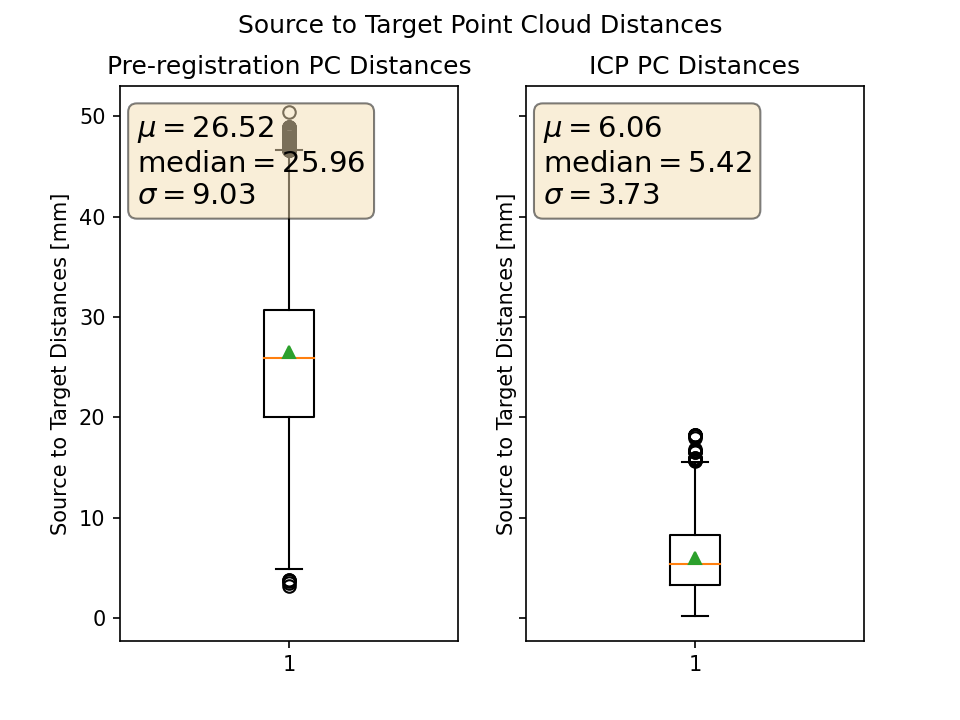 Source to Target Point Cloud Distances
Pre-registration PC Distances
ICP PC Distances
μ = 26.52
median = 25.96
σ = 9.03
μ = 6.06
median = 5.42
σ = 3.73
Source to Target Distances [mm]
50
40
30
20
10
0
1
Source to Target Distances [mm]
1